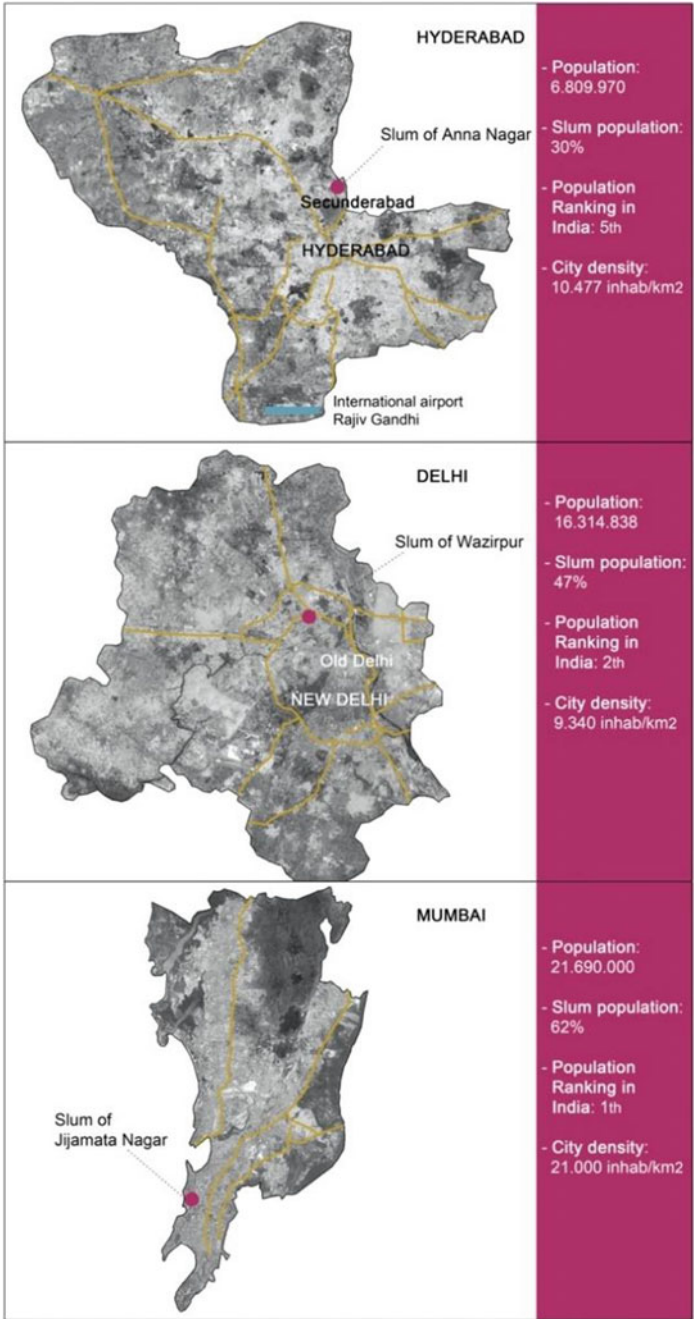 HYDERABAD
Slum of Anna Nagar
Secunderabad
HYDERABAD
International airport
Rajiv Gandhi
- Population:
6.809.970
- Slum population:
30%
- Population
Ranking in
India: 5th
- City density:
10.477 inhab/km2
DELHI
Slum of Wazirpur
Old Delhi
NEW DELHI
- Population:
16.314.838
- Slum population:
47%
- Population
Ranking in
India: 2th
- City density:
9.340 inhab/km2
MUMBAI
Slum of
Jijamata Nagar
- Population:
21.690.000
- Slum population:
62%
- Population
Ranking in
India: 1th
- City density:
21.000 inhab/km2